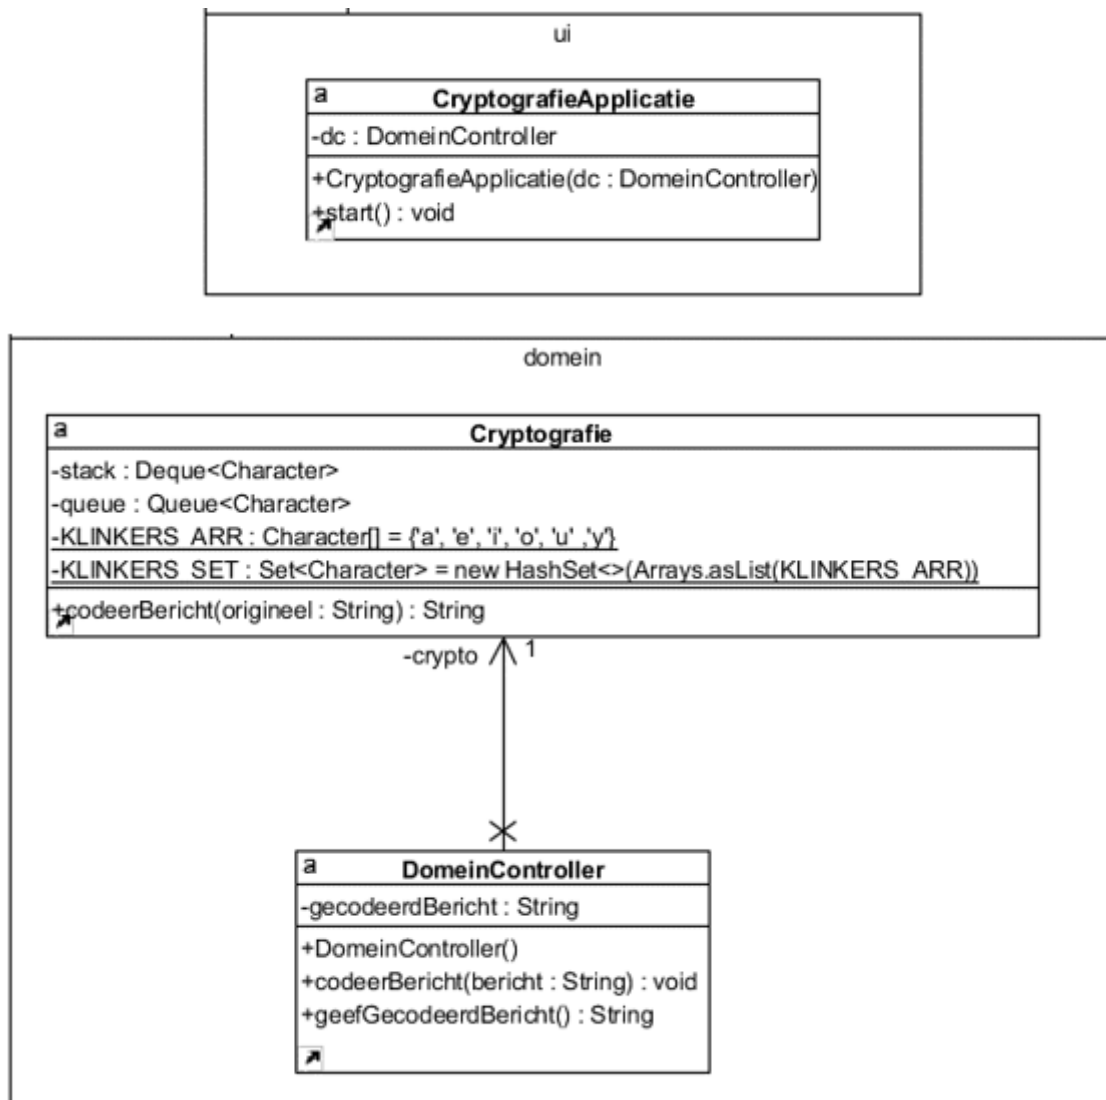 ui
a
CryptografieApplicatie
-dc : DomeinController
+CryptografieApplicatie(dc : DomeinController)
+start() : void
domein
a
Cryptografie
-stack : Deque<Character>
-queue : Queue<Character>
-KLINKERS_ARR : Character[] = {'a', 'e', 'i', 'o', 'u' ,'y'}
-KLINKERS_SET : Set<Character> = new HashSet<>(Arrays.asList(KLINKERS_ARR))
+codeerBericht(origineel : String) : String
-crypto 1
a
DomeinController
-gecodeerdBericht : String
+DomeinController()
+codeerBericht(bericht : String) : void
+geefGecodeerdBericht() : String